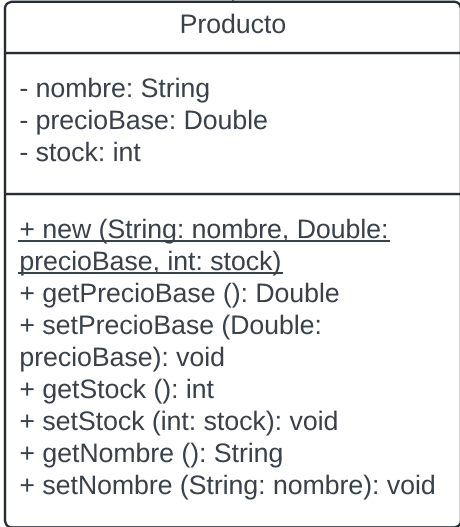 Producto
- nombre: String
- precioBase: Double
- stock: int
+ new (String: nombre, Double:
precioBase, int: stock)
+ getPrecioBase (): Double
+ setPrecioBase (Double:
precioBase): void
+ getStock (): int
+ setStock (int: stock): void
+ getNombre (): String
+ setNombre (String: nombre): void